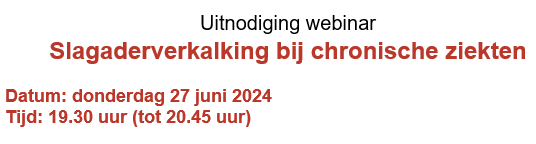 Uitnodiging webinar
Slagaderverkalking bij chronische ziekten
Datum: donderdag 27 juni 2024
Tijd: 19.30 uur (tot 20.45 uur)